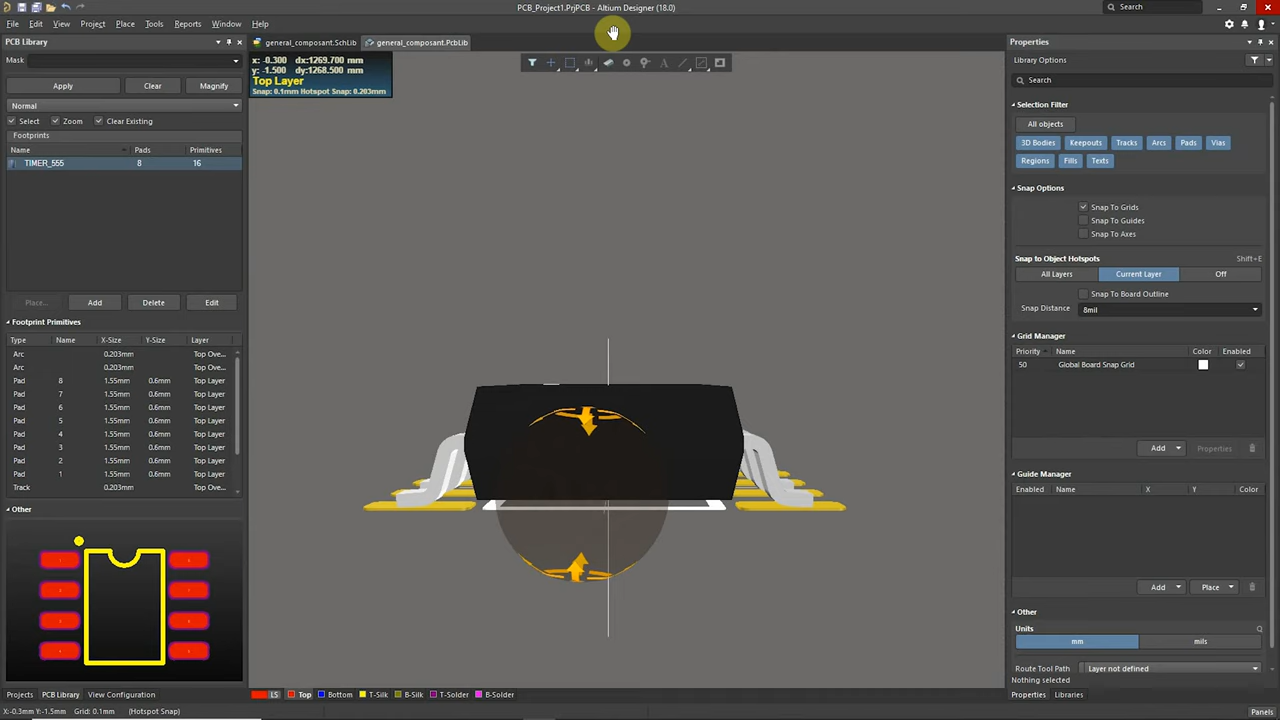 PCB_Project1.PrjPCB - Altium Designer (18.0)
Search
File Edit View Project Place Tools Reports Window Help
PCB Library
general_composant.SchLib general_composant.PcbLib
Properties
Mask
x: -0.300 dx:1269.700 mm
y: -1.500 dy:1268.500 mm
Top Layer
Snap: 0.1mm Hotspot Snap: 0.203mm
Library Options
Search
Apply Clear Magnify
Normal
Select Zoom Clear Existing
Footprints
Name Pads Primitives
TIMER_555 8 16
Place... Add Delete Edit
Footprint Primitives
Type Name X-Size Y-Size Layer
Arc 0.203mm Top Ove...
Arc 0.203mm Top Ove...
Pad 8 1.55mm 0.6mm Top Layer
Pad 7 1.55mm 0.6mm Top Layer
Pad 6 1.55mm 0.6mm Top Layer
Pad 5 1.55mm 0.6mm Top Layer
Pad 4 1.55mm 0.6mm Top Layer
Pad 3 1.55mm 0.6mm Top Layer
Pad 2 1.55mm 0.6mm Top Layer
Pad 1 1.55mm 0.6mm Top Layer
Track 0.203mm Top Ove...
Other
Selection Filter
All objects
3D Bodies Keepouts Tracks Arcs Pads Vias
Regions Fills Texts
Snap Options
Snap To Grids
Snap To Guides
Snap To Axes
Snap to Object Hotspots Shift+E
All Layers Current Layer Off
Snap To Board Outline
Snap Distance 8mil
Grid Manager
Priority Name Color Enabled
50 Global Board Snap Grid
Add Properties
Guide Manager
Enabled Name X Y Color
Add Place
Other
Units
mm mils
Route Tool Path Layer not defined
Nothing selected
Projects PCB Library View Configuration
LS Top Bottom T-Silk B-Silk T-Solder B-Solder
Properties Libraries
X:-0.3mm Y:-1.5mm Grid: 0.1mm (Hotspot Snap)
Panels